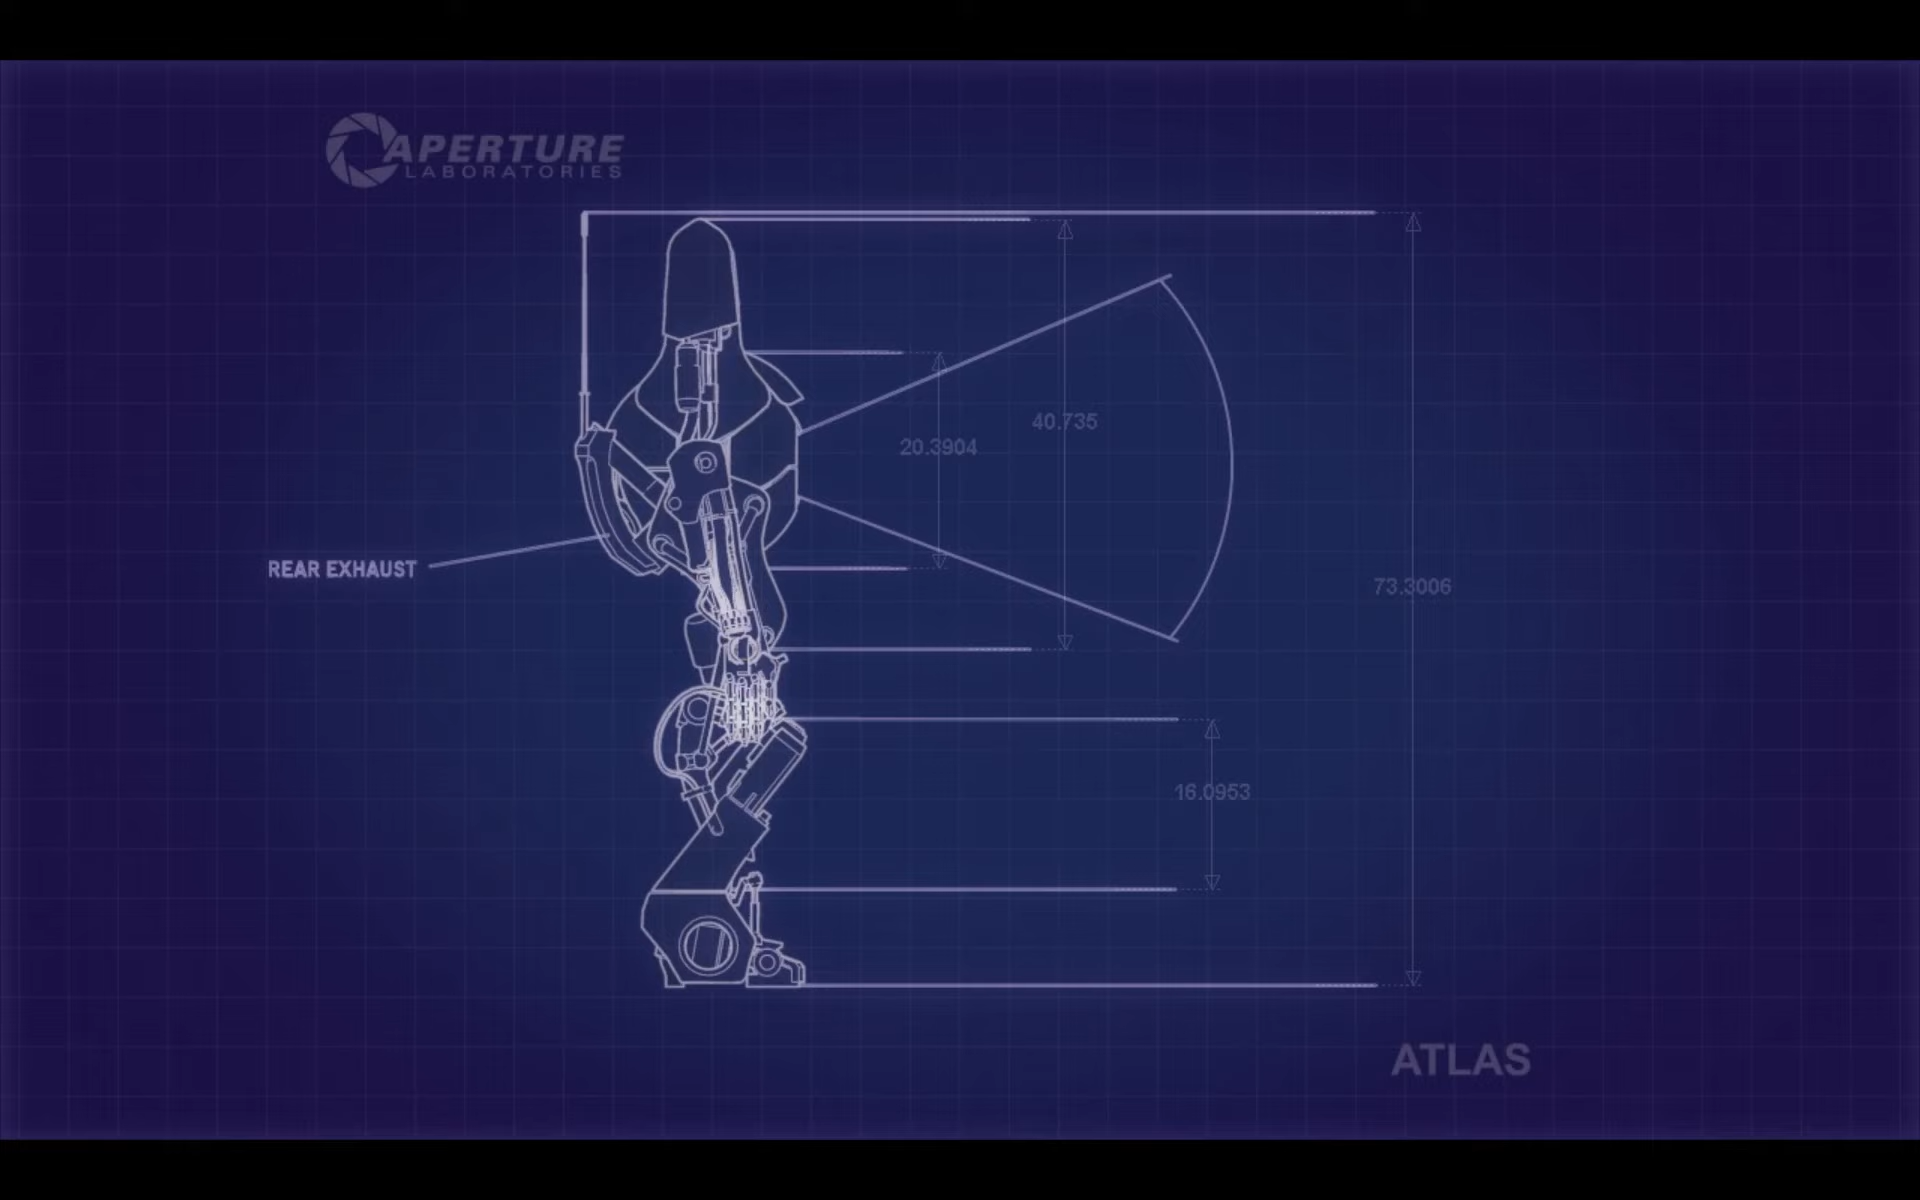 APERTURE
LABORATORIES
40.735
20.3904
REAR EXHAUST
73.3006
16.0953
ATLAS